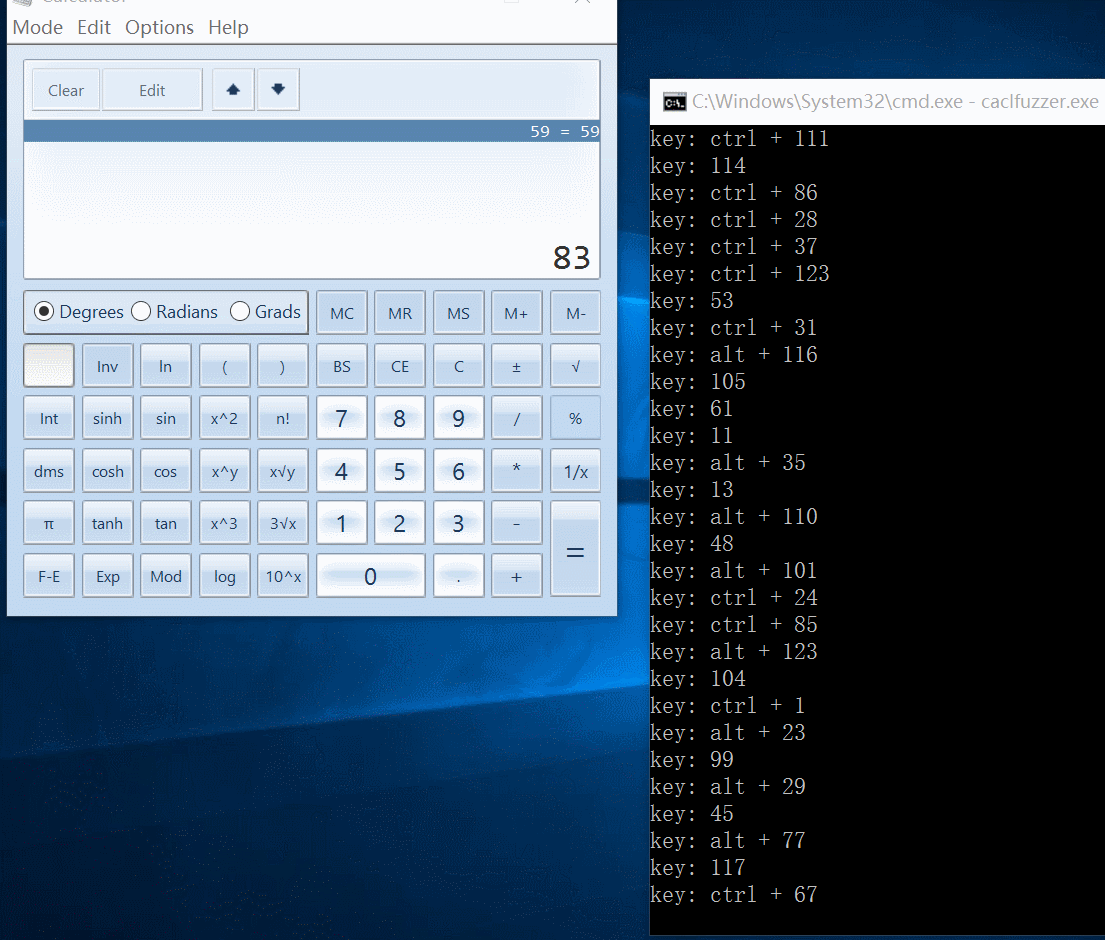 Calculator
Mode Edit Options Help
Clear Edit
59 = 59
83
Degrees Radians Grads MC MR MS M+ M-
Inv ln ( ) BS CE C ± √
Int sinh sin x^2 n! 7 8 9 / %
dms cosh cos x^y x√y 4 5 6 * 1/x
π tanh tan x^3 3√x 1 2 3 - =
F-E Exp Mod log 10^x 0 . +
C:\Windows\System32\cmd.exe - caclfuzzer.exe
key: ctrl + 111
key: 114
key: ctrl + 86
key: ctrl + 28
key: ctrl + 37
key: ctrl + 123
key: 53
key: ctrl + 31
key: alt + 116
key: 105
key: 61
key: 11
key: alt + 35
key: 13
key: alt + 110
key: 48
key: alt + 101
key: ctrl + 24
key: ctrl + 85
key: alt + 123
key: 104
key: ctrl + 1
key: alt + 23
key: 99
key: alt + 29
key: 45
key: alt + 77
key: 117
key: ctrl + 67